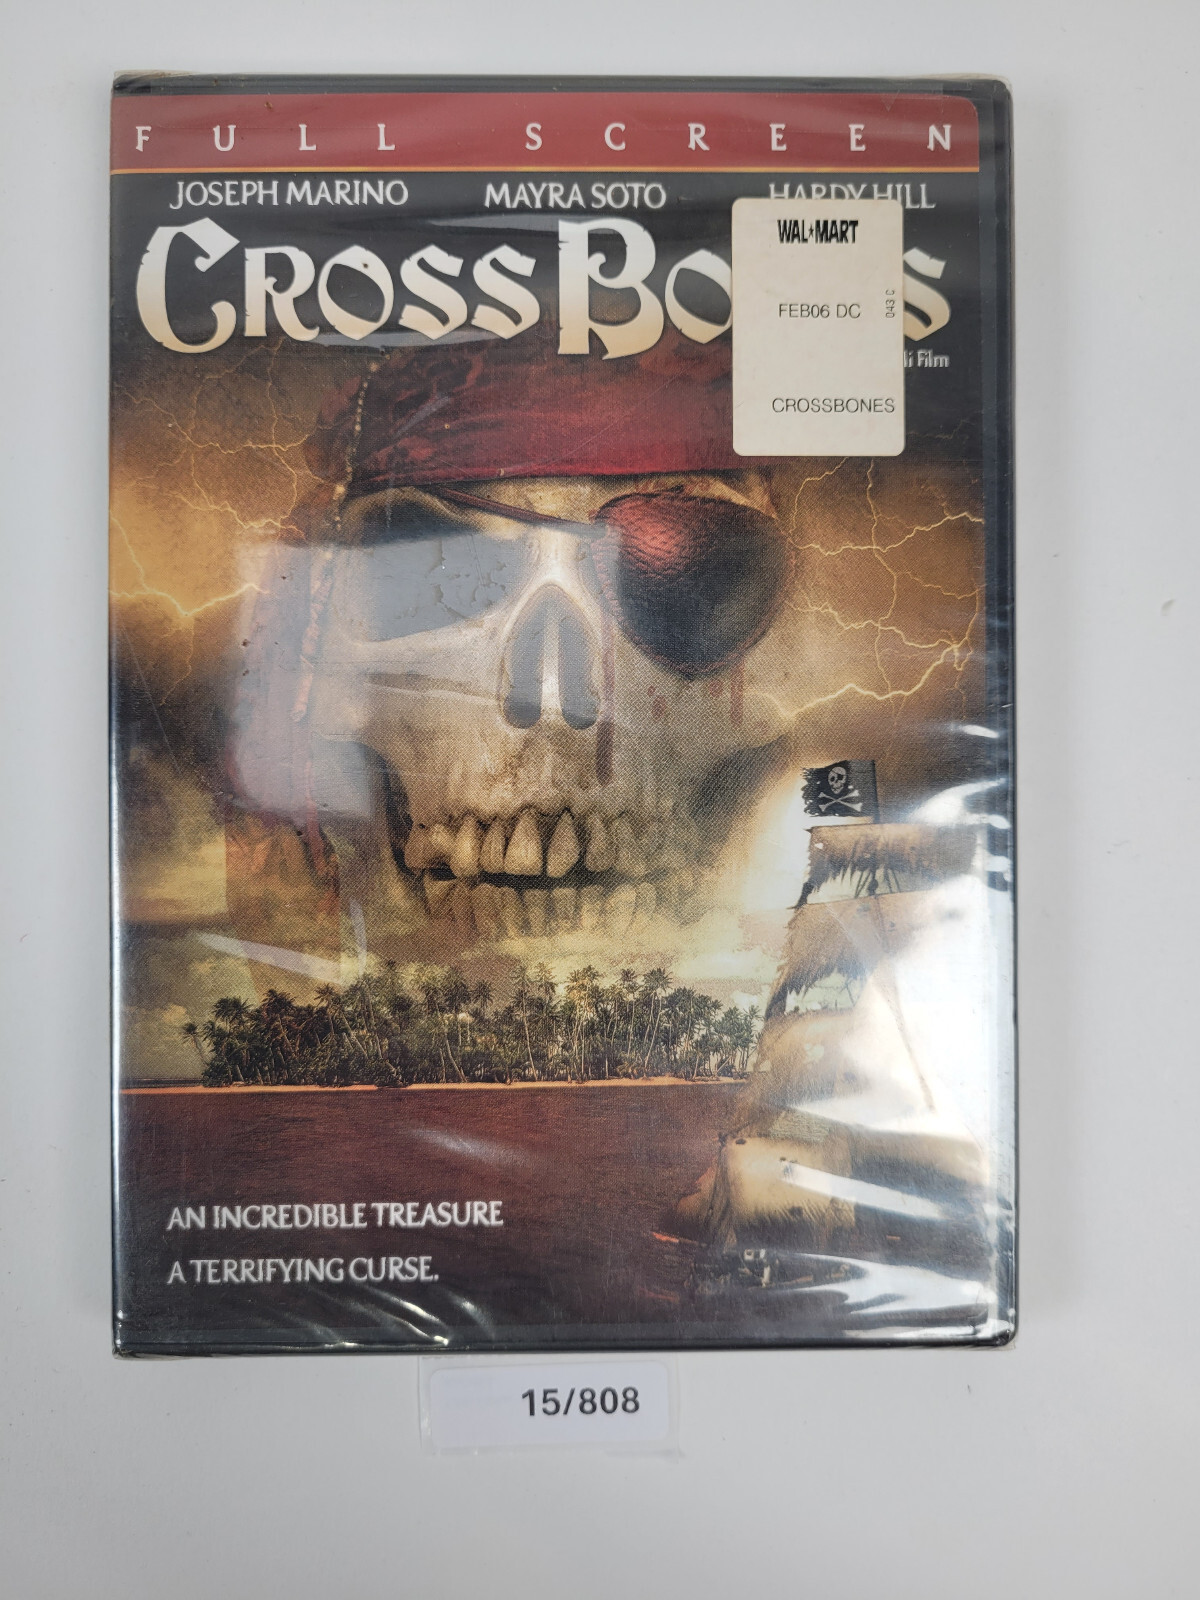 FULL SCREEN
JOSEPH MARINO MAYRA SOTO HARDY HILL
CROSS BO S
Film
WAL★MART
FEB06 DC
043 C
CROSSBONES
AN INCREDIBLE TREASURE
A TERRIFYING CURSE.
15/808